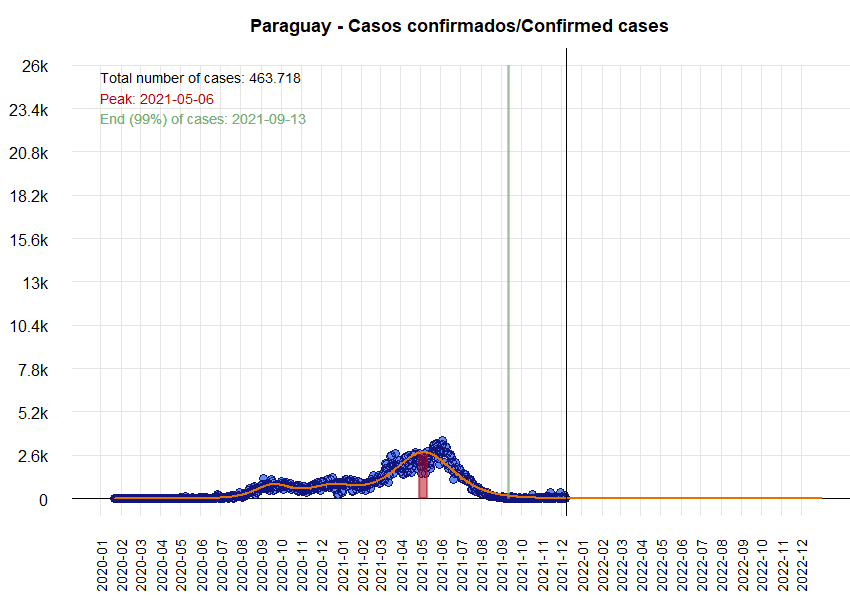 Paraguay - Casos confirmados/Confirmed cases
26k
Total number of cases: 463.718
Peak: 2021-05-06
23.4k
End (99%) of cases: 2021-09-13
20.8k
18.2k
15.6k
13k
10.4k
7.8k
5.2k
2.6k
0
2020-01
2020-02
2020-03
2020-04
2020-05
2020-06
2020-07
2020-08
2020-09
2020-10
2020-11
2020-12
2021-01
2021-02
2021-03
2021-04
2021-05
2021-06
2021-07
2021-08
2021-09
2021-10
2021-11
2021-12
2022-01
2022-02
2022-03
2022-04
2022-05
2022-06
2022-07
2022-08
2022-09
2022-10
2022-11
2022-12